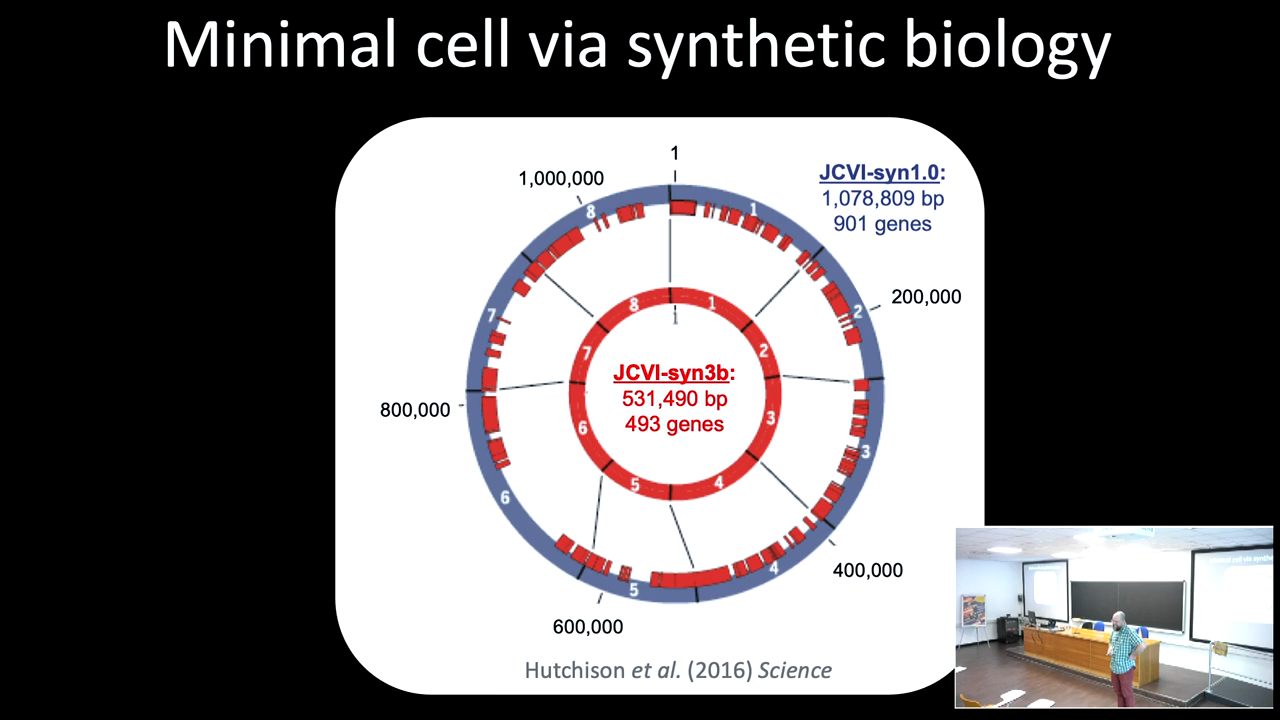 Minimal cell via synthetic biology
1
1,000,000
JCVI-syn1.0:
1,078,809 bp
901 genes
8
1
200,000
2
7
8
1
1
7
2
JCVI-syn3b:
531,490 bp
493 genes
800,000
6
3
3
5
4
6
400,000
4
5
600,000
Hutchison et al. (2016) Science